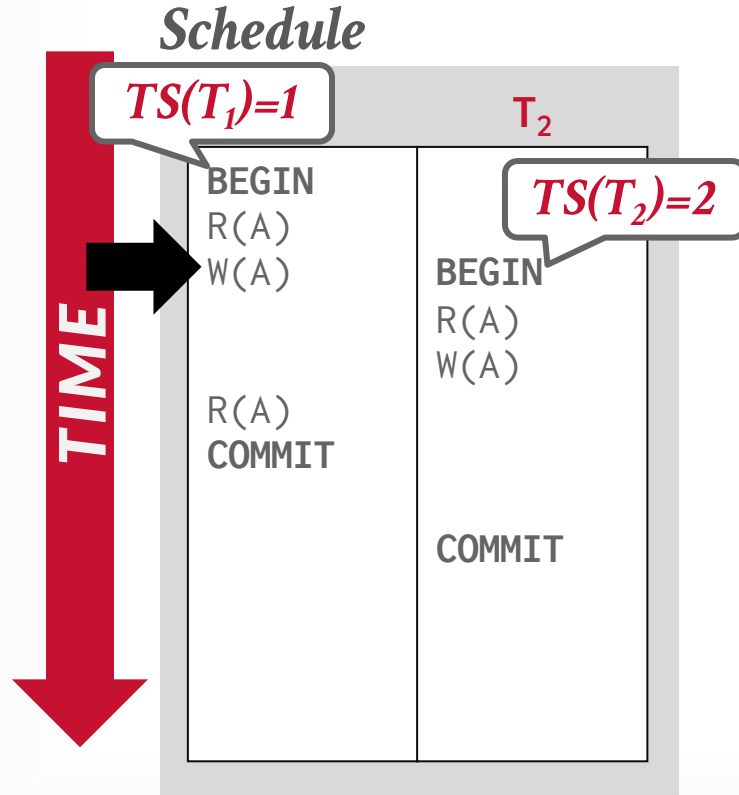 Schedule
TS(T₁)=1
T₂
BEGIN
R(A)
W(A)
R(A)
COMMIT
TS(T₂)=2
BEGIN
R(A)
W(A)
COMMIT
TIME